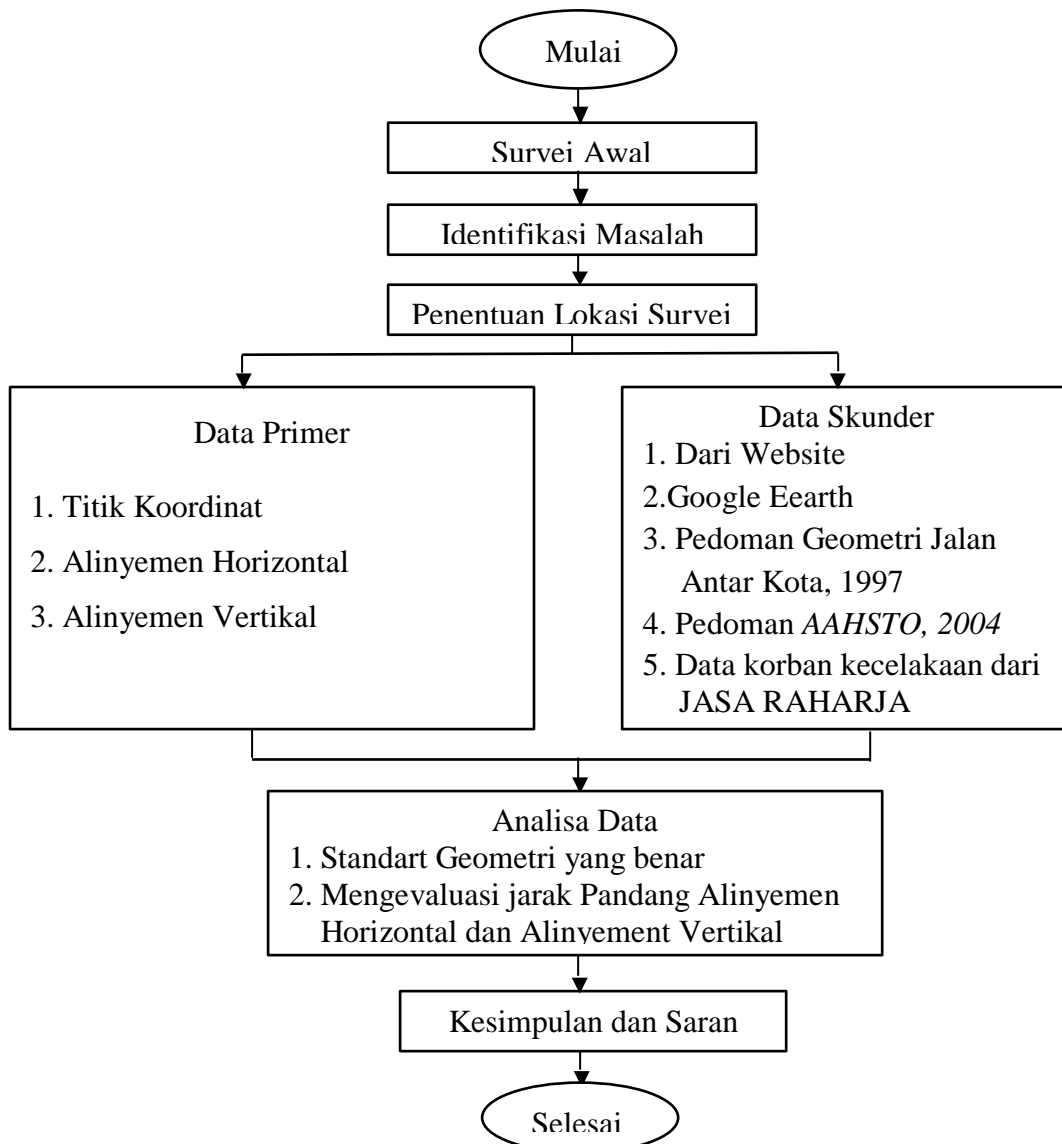 Mulai
Survei Awal
Identifikasi Masalah
Penentuan Lokasi Survei
Data Primer
1. Titik Koordinat
2. Alinyemen Horizontal
3. Alinyemen Vertikal
Data Skunder
1. Dari Website
2.Google Eearth
3. Pedoman Geometri Jalan
Antar Kota, 1997
4. Pedoman AAHSTO, 2004
5. Data korban kecelakaan dari
JASA RAHARJA
Analisa Data
1. Standart Geometri yang benar
2. Mengevaluasi jarak Pandang Alinyemen
Horizontal dan Alinyement Vertikal
Kesimpulan dan Saran
Selesai